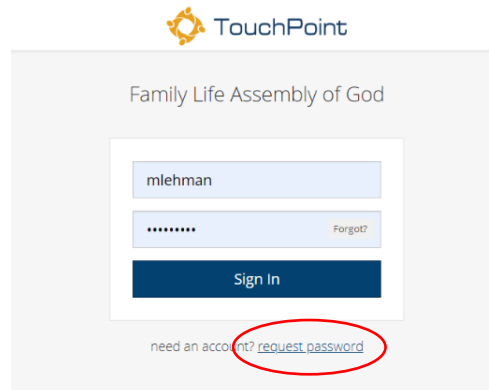 TouchPoint
Family Life Assembly of God
mlehman
•••••••••
Forgot?
Sign In
need an account? request password